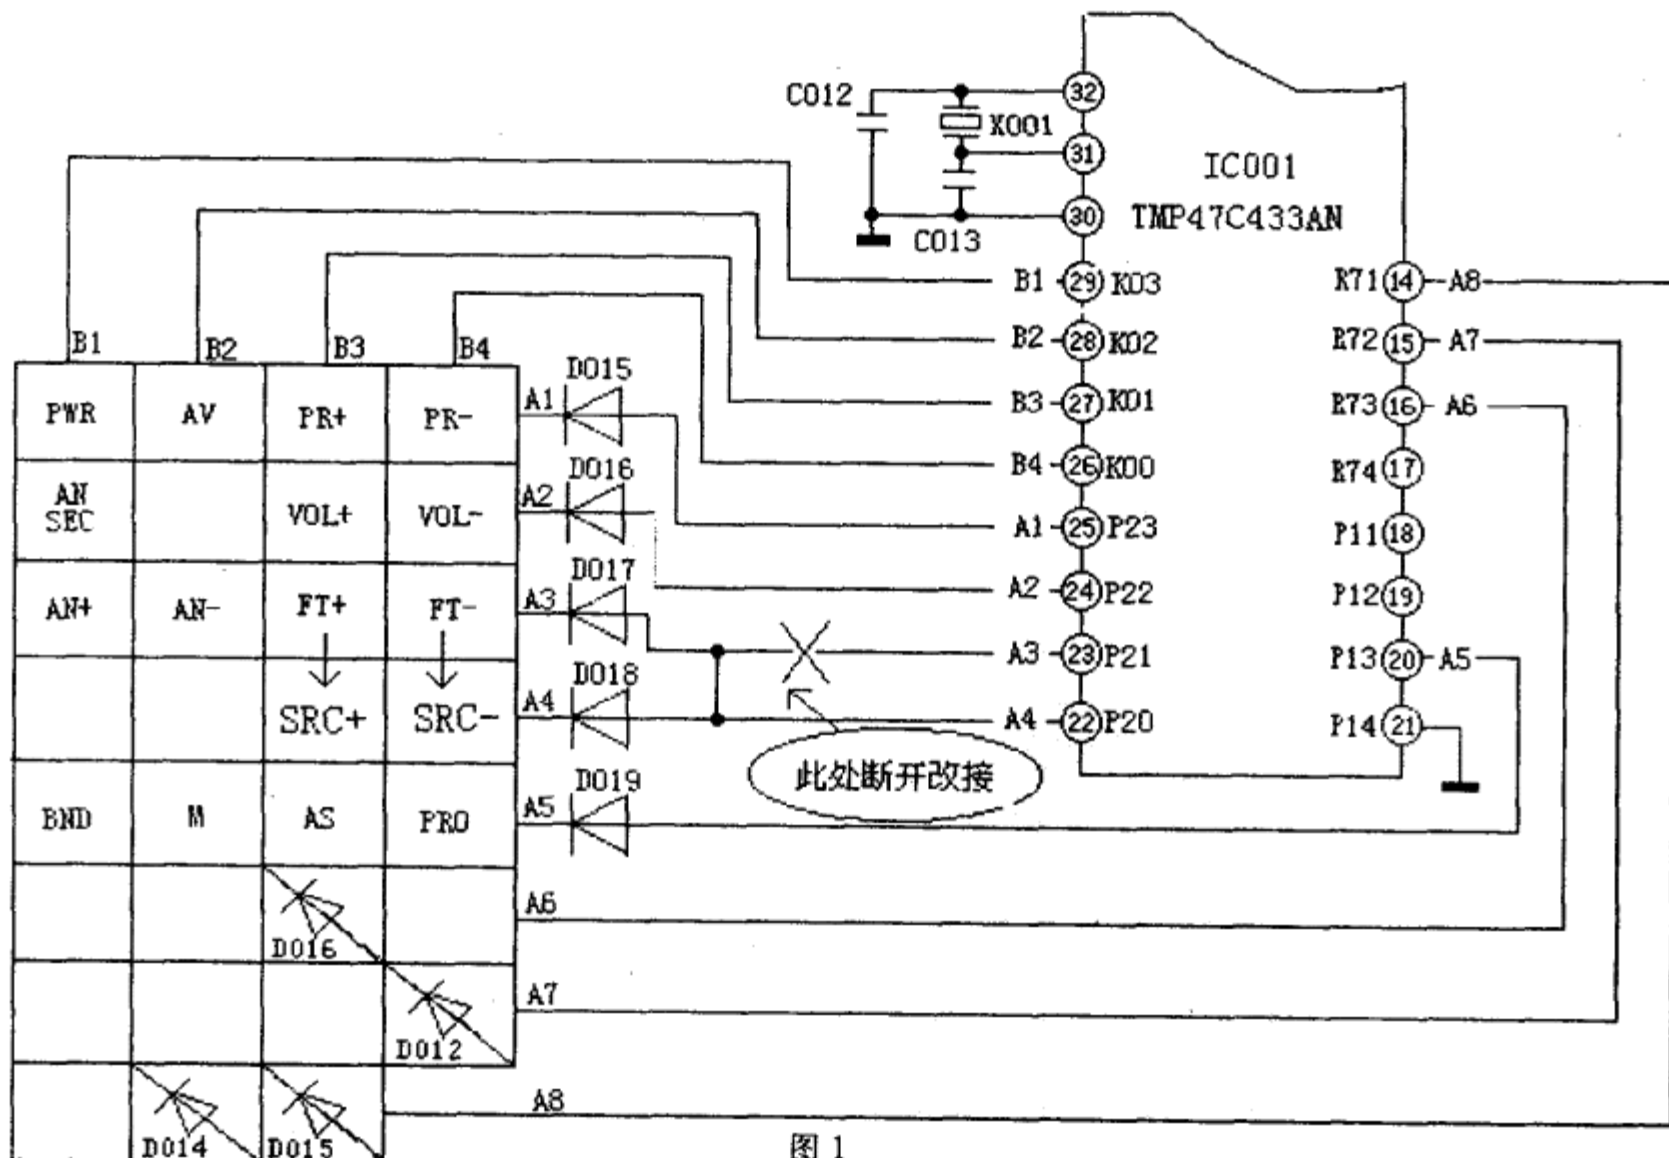 C012
X001
C013
IC001
TMP47C433AN
32
31
30
B1 29 K03
B2 28 K02
B3 27 K01
B4 26 K00
A1 25 P23
A2 24 P22
A3 23 P21
A4 22 P20
R71 14 A8
R72 15 A7
R73 16 A6
R74 17
P11 18
P12 19
P13 20 A5
P14 21
B1 B2 B3 B4
PWR AV PR+ PR- A1 D015
AN
SEC
VOL+ VOL- A2 D016
AN+ AN- FT+ FT- A3 D017
SRC+ SRC- A4 D018
此处断开改接
BND M AS PRO A5 D019
D016 A6
D012 A7
D014 D015 A8
图 1